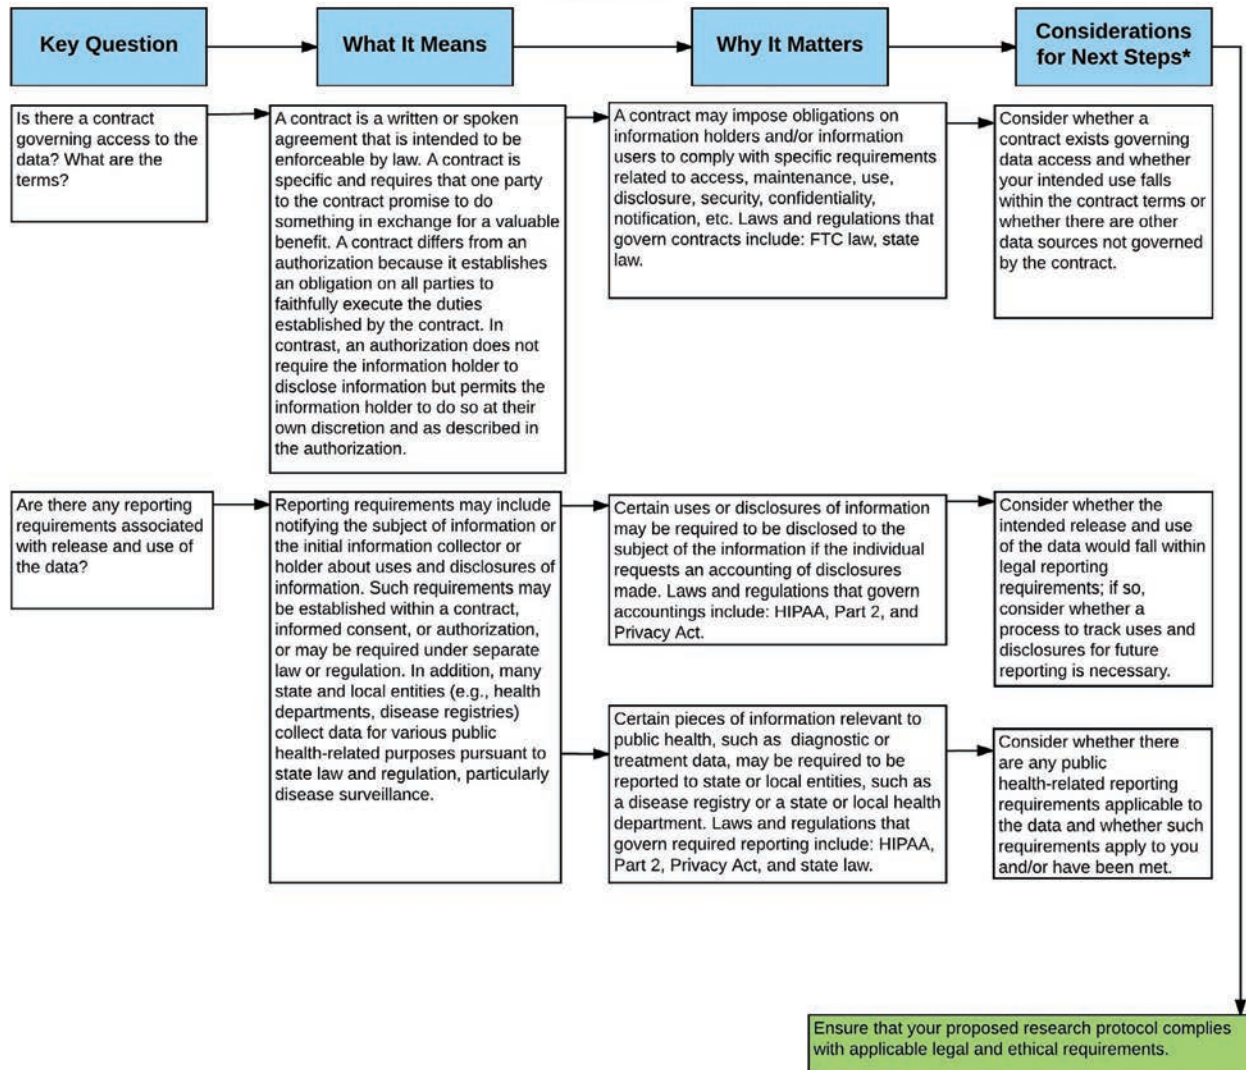 Key Question
What It Means
Why It Matters
Considerations
for Next Steps*
Is there a contract
governing access to the
data? What are the
terms?
A contract is a written or spoken
agreement that is intended to be
enforceable by law. A contract is
specific and requires that one party
to the contract promise to do
something in exchange for a valuable
benefit. A contract differs from an
authorization because it establishes
an obligation on all parties to
faithfully execute the duties
established by the contract. In
contrast, an authorization does not
require the information holder to
disclose information but permits the
information holder to do so at their
own discretion and as described in
the authorization.
A contract may impose obligations on
information holders and/or information
users to comply with specific requirements
related to access, maintenance, use,
disclosure, security, confidentiality,
notification, etc. Laws and regulations that
govern contracts include: FTC law, state
law.
Consider whether a
contract exists governing
data access and whether
your intended use falls
within the contract terms or
whether there are other
data sources not governed
by the contract.
Are there any reporting
requirements associated
with release and use of
the data?
Reporting requirements may include
notifying the subject of information or
the initial information collector or
holder about uses and disclosures of
information. Such requirements may
be established within a contract,
informed consent, or authorization,
or may be required under separate
law or regulation. In addition, many
state and local entities (e.g., health
departments, disease registries)
collect data for various public
health-related purposes pursuant to
state law and regulation, particularly
disease surveillance.
Certain uses or disclosures of information
may be required to be disclosed to the
subject of the information if the individual
requests an accounting of disclosures
made. Laws and regulations that govern
accountings include: HIPAA, Part 2, and
Privacy Act.
Consider whether the
intended release and use
of the data would fall within
legal reporting
requirements; if so,
consider whether a
process to track uses and
disclosures for future
reporting is necessary.
Certain pieces of information relevant to
public health, such as diagnostic or
treatment data, may be required to be
reported to state or local entities, such as
a disease registry or a state or local health
department. Laws and regulations that
govern required reporting include: HIPAA,
Part 2, Privacy Act, and state law.
Consider whether there
are any public
health-related reporting
requirements applicable to
the data and whether such
requirements apply to you
and/or have been met.
Ensure that your proposed research protocol complies
with applicable legal and ethical requirements.